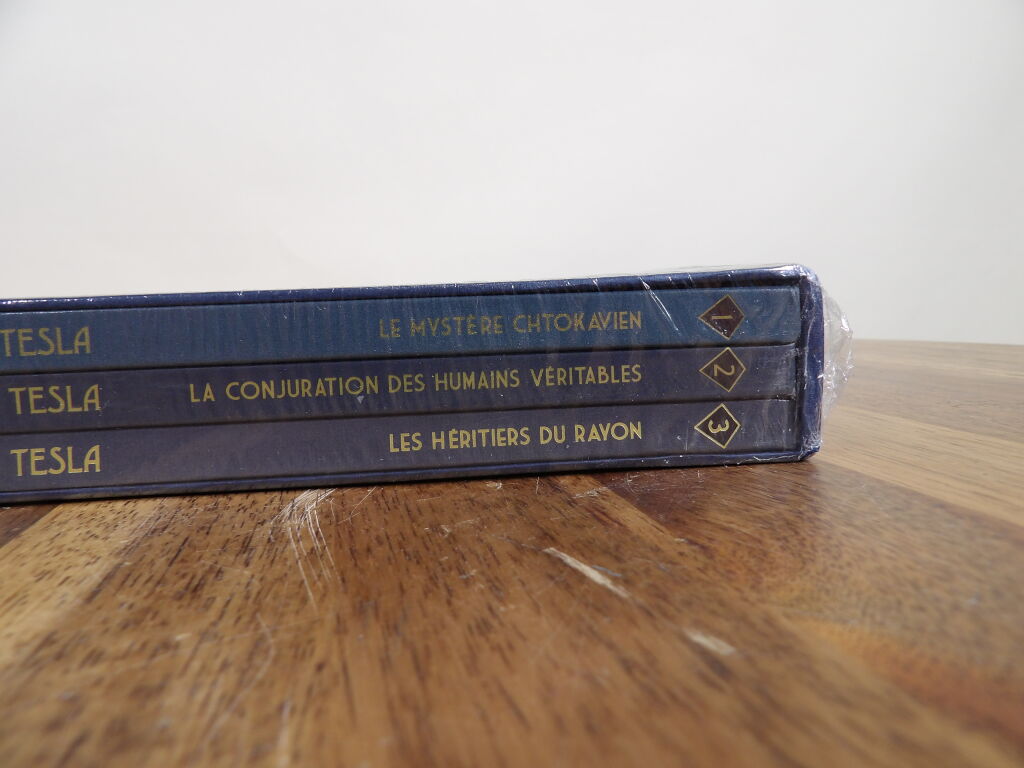 TESLA LE MYSTÈRE CHTOKAVIEN 1
TESLA LA CONJURATION DES HUMAINS VÉRITABLES 2
TESLA LES HÉRITIERS DU RAYON 3